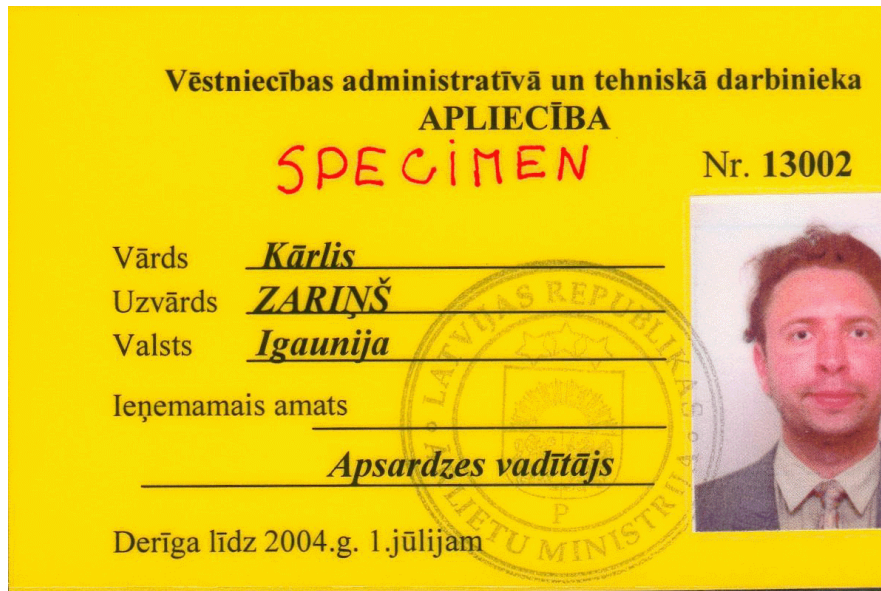 Vēstniecības administratīvā un tehniskā darbinieka
APLIECĪBA
SPECIMEN
Nr. 13002
Vārds Kārlis
Uzvārds ZARIŅŠ
Valsts Igaunija
Ieņemamais amats
Apsardzes vadītājs
Derīga līdz 2004.g. 1.jūlijam
LATVIJAS REPUBLIKAS
ĀRLIETU MINISTRIJA
P